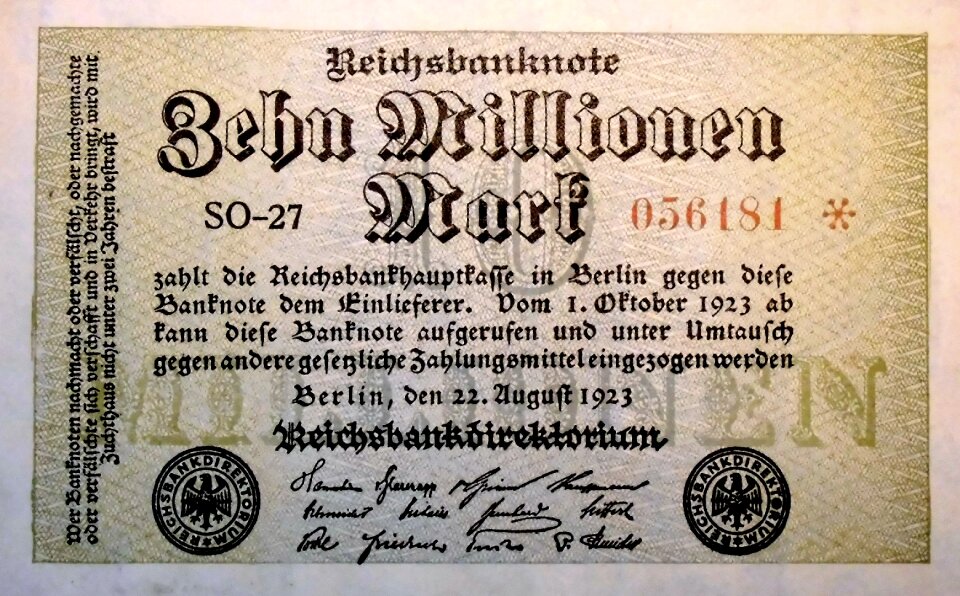 Reichsbanknote
Zehn Millionen
Mark
SO-27
056181 *
zahlt die Reichsbankhauptkasse in Berlin gegen diese
Banknote dem Einlieferer. Vom 1. Oktober 1923 ab
kann diese Banknote aufgerufen und unter Umtausch
gegen andere gesetzliche Zahlungsmittel eingezogen werden
Berlin, den 22. August 1923
Reichsbankdirektorium
REICHSBANKDIREKTORIUM
REICHSBANKDIREKTORIUM
Wer Banknoten nachmacht oder verfälscht, oder nachgemachte
oder verfälschte sich verschafft und in Verkehr bringt, wird mit
Zuchthaus nicht unter zwei Jahren bestraft